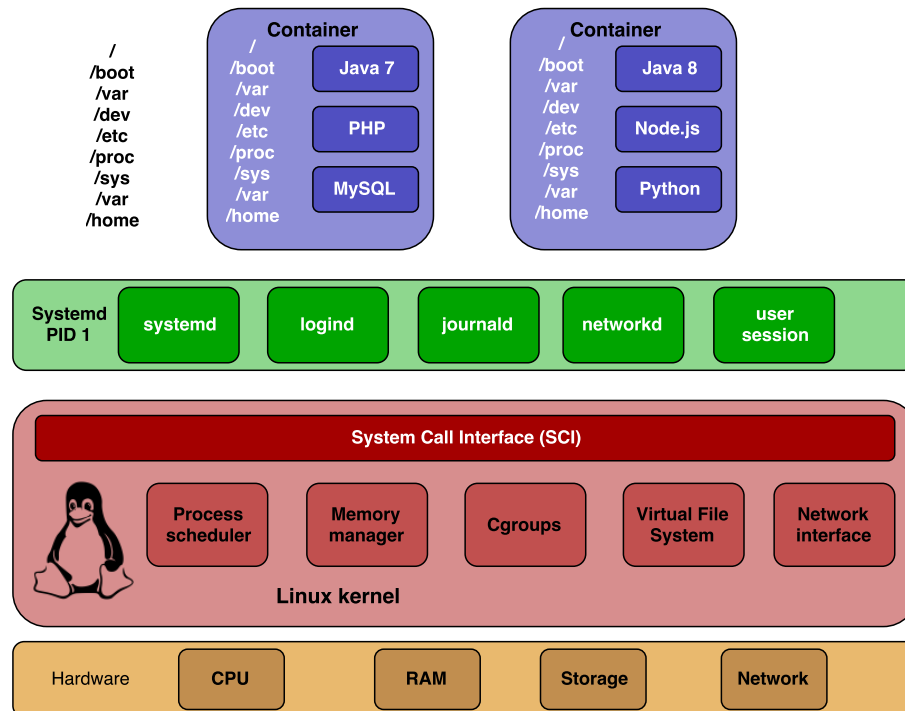 /
/boot
/var
/dev
/etc
/proc
/sys
/var
/home
Container
/
/boot
/var
/dev
/etc
/proc
/sys
/var
/home
Java 7
PHP
MySQL
Container
/
/boot
/var
/dev
/etc
/proc
/sys
/var
/home
Java 8
Node.js
Python
Systemd
PID 1
systemd
logind
journald
networkd
user
session
System Call Interface (SCI)
Process
scheduler
Memory
manager
Cgroups
Virtual File
System
Network
interface
Linux kernel
Hardware
CPU
RAM
Storage
Network